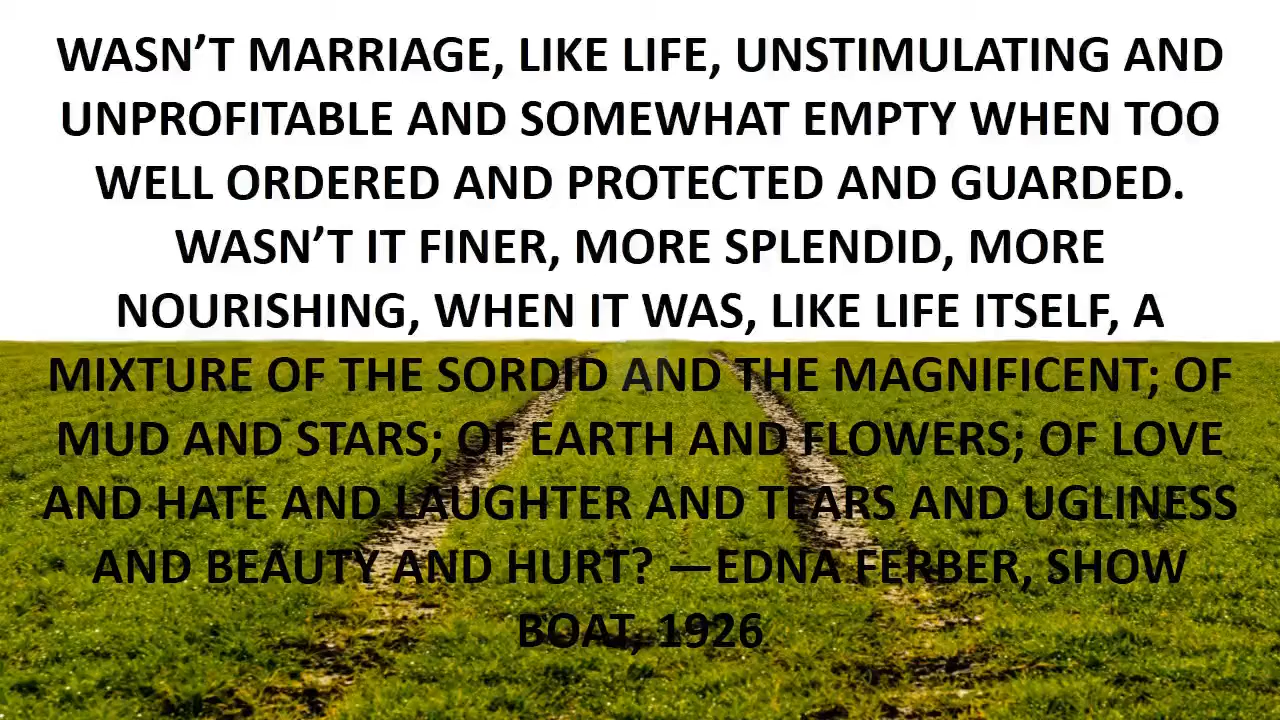 WASN’T MARRIAGE, LIKE LIFE, UNSTIMULATING AND
UNPROFITABLE AND SOMEWHAT EMPTY WHEN TOO
WELL ORDERED AND PROTECTED AND GUARDED.
WASN’T IT FINER, MORE SPLENDID, MORE
NOURISHING, WHEN IT WAS, LIKE LIFE ITSELF, A
MIXTURE OF THE SORDID AND THE MAGNIFICENT; OF
MUD AND STARS; OF EARTH AND FLOWERS; OF LOVE
AND HATE AND LAUGHTER AND TEARS AND UGLINESS
AND BEAUTY AND HURT? —EDNA FERBER, SHOW
BOAT, 1926